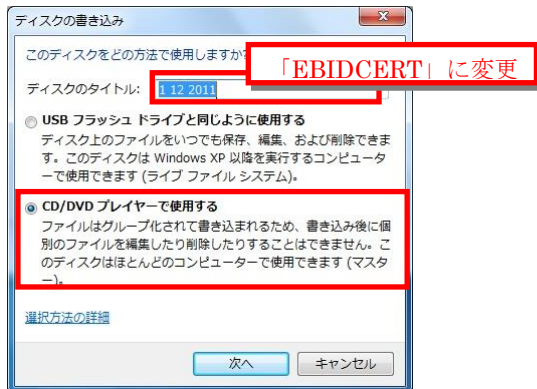 ディスクの書き込み
このディスクをどの方法で使用しますか
「EBIDCERT」に変更
ディスクのタイトル: 1 12 2011
USB フラッシュ ドライブと同じように使用する
ディスク上のファイルをいつでも保存、編集、および削除できま
す。このディスクは Windows XP 以降を実行するコンピュータ
ーで使用できます (ライブ ファイル システム)。
CD/DVD プレイヤーで使用する
ファイルはグループ化されて書き込まれるため、書き込み後に個
別のファイルを編集したり削除したりすることはできません。こ
のディスクはほとんどのコンピューターで使用できます (マスタ
ー)。
選択方法の詳細
次へ
キャンセル